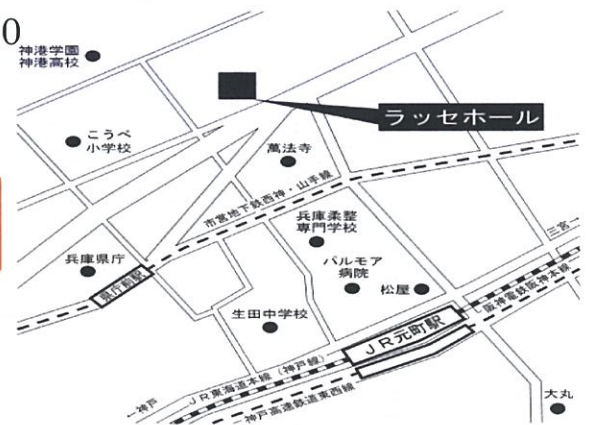 0
神港学園
神港高校
ラッセホール
こうべ
小学校
萬法寺
市営地下鉄西神・山手線
兵庫柔整
専門学校
兵庫県庁
県庁前駅
パルモア
病院
松屋
三宮→
阪神電鉄阪神本線
生田中学校
JR元町駅
JR東海道本線(神戸線)
←神戸
神戸高速鉄道東西線
大丸